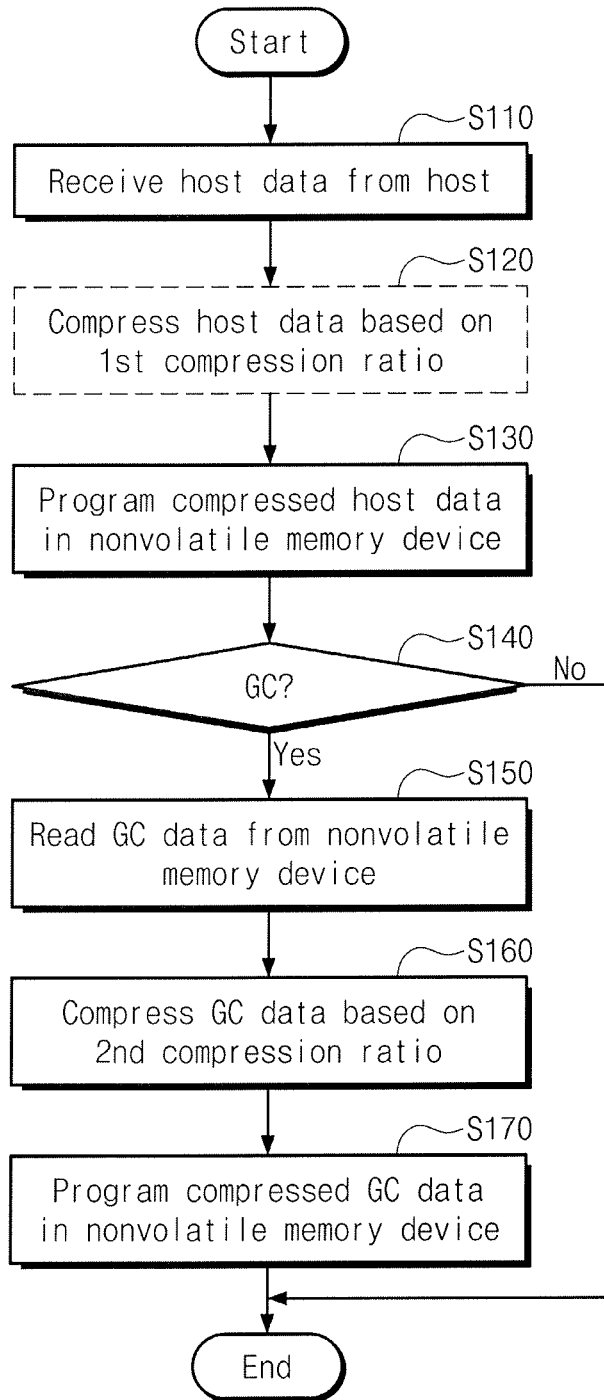 Start
S110
Receive host data from host
S120
Compress host data based on
1st compression ratio
S130
Program compressed host data
in nonvolatile memory device
S140
GC?
No
Yes
S150
Read GC data from nonvolatile
memory device
S160
Compress GC data based on
2nd compression ratio
S170
Program compressed GC data
in nonvolatile memory device
End